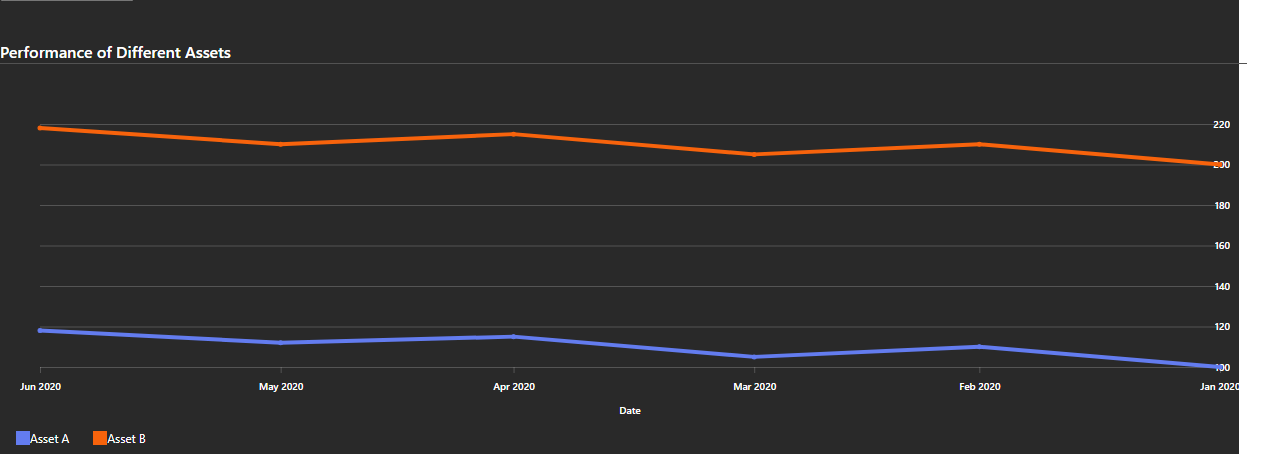 Performance of Different Assets
220
200
180
160
140
120
100
Jun 2020 May 2020 Apr 2020 Mar 2020 Feb 2020 Jan 2020
Date
Asset A Asset B